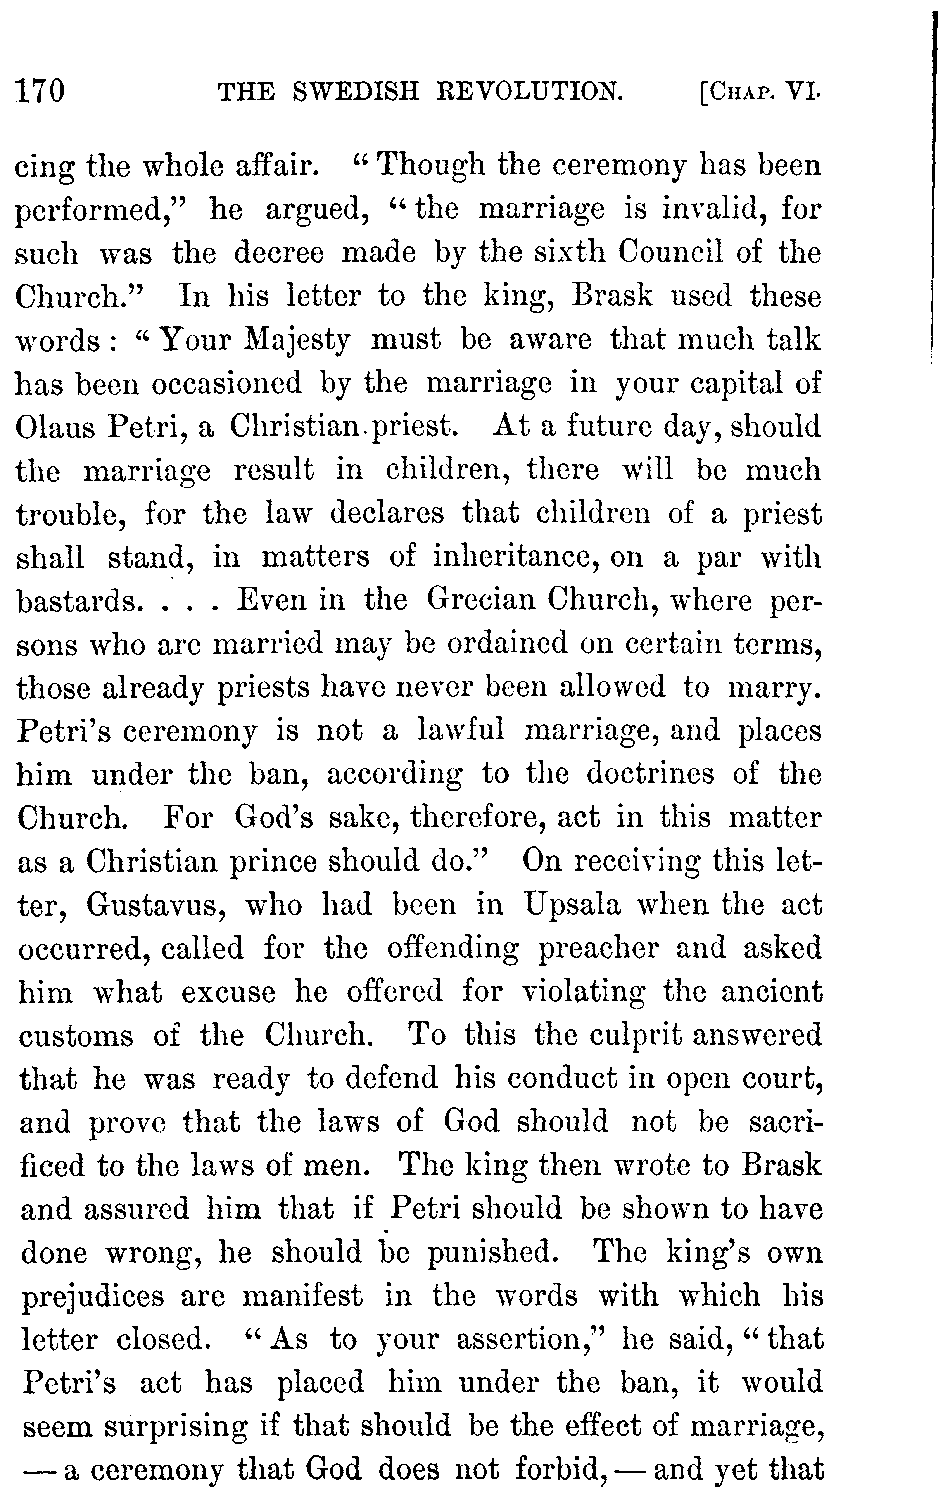 170 THE SWEDISH REVOLUTION. [CHAP. VI.
cing the whole affair. “Though the ceremony has been
performed,” he argued, “the marriage is invalid, for
such was the decree made by the sixth Council of the
Church.” In his letter to the king, Brask used these
words: “Your Majesty must be aware that much talk
has been occasioned by the marriage in your capital of
Olaus Petri, a Christian priest. At a future day, should
the marriage result in children, there will be much
trouble, for the law declares that children of a priest
shall stand, in matters of inheritance, on a par with
bastards. . . . Even in the Grecian Church, where per-
sons who are married may be ordained on certain terms,
those already priests have never been allowed to marry.
Petri’s ceremony is not a lawful marriage, and places
him under the ban, according to the doctrines of the
Church. For God’s sake, therefore, act in this matter
as a Christian prince should do.” On receiving this let-
ter, Gustavus, who had been in Upsala when the act
occurred, called for the offending preacher and asked
him what excuse he offered for violating the ancient
customs of the Church. To this the culprit answered
that he was ready to defend his conduct in open court,
and prove that the laws of God should not be sacri-
ficed to the laws of men. The king then wrote to Brask
and assured him that if Petri should be shown to have
done wrong, he should be punished. The king’s own
prejudices are manifest in the words with which his
letter closed. “As to your assertion,” he said, “that
Petri’s act has placed him under the ban, it would
seem surprising if that should be the effect of marriage,
— a ceremony that God does not forbid, — and yet that